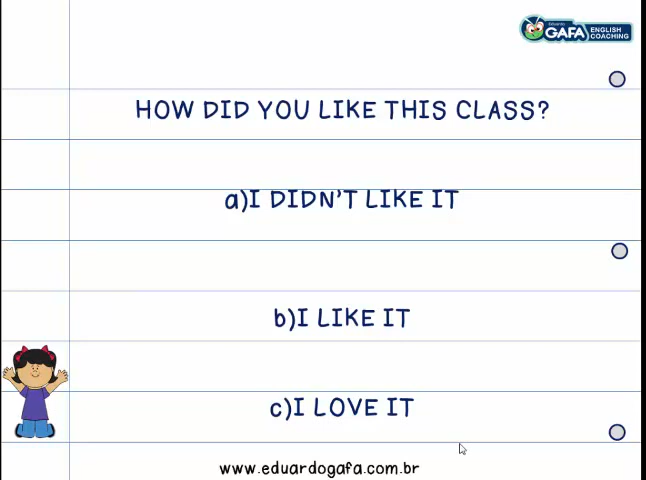 Eduardo
GAFA ENGLISH
COACHING
HOW DID YOU LIKE THIS CLASS?
a)I DIDN'T LIKE IT
b)I LIKE IT
c)I LOVE IT
www.eduardogafa.com.br